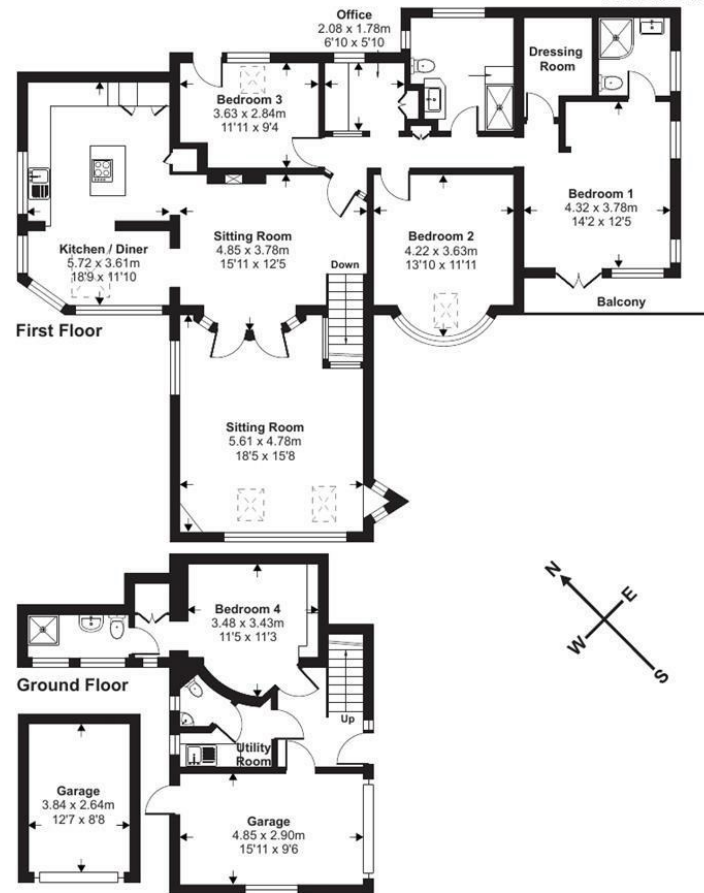 Office
2.08 x 1.78m
6'10 x 5'10
Dressing
Room
Bedroom 3
3.63 x 2.84m
11'11 x 9'4
Bedroom 1
4.32 x 3.78m
14'2 x 12'5
Sitting Room
4.85 x 3.78m
15'11 x 12'5
Bedroom 2
4.22 x 3.63m
13'10 x 11'11
Kitchen / Diner
5.72 x 3.61m
18'9 x 11'10
Down
Balcony
First Floor
Sitting Room
5.61 x 4.78m
18'5 x 15'8
Bedroom 4
3.48 x 3.43m
11'5 x 11'3
Ground Floor
Up
Utility
Room
Garage
3.84 x 2.64m
12'7 x 8'8
Garage
4.85 x 2.90m
15'11 x 9'6
N
E
W
S